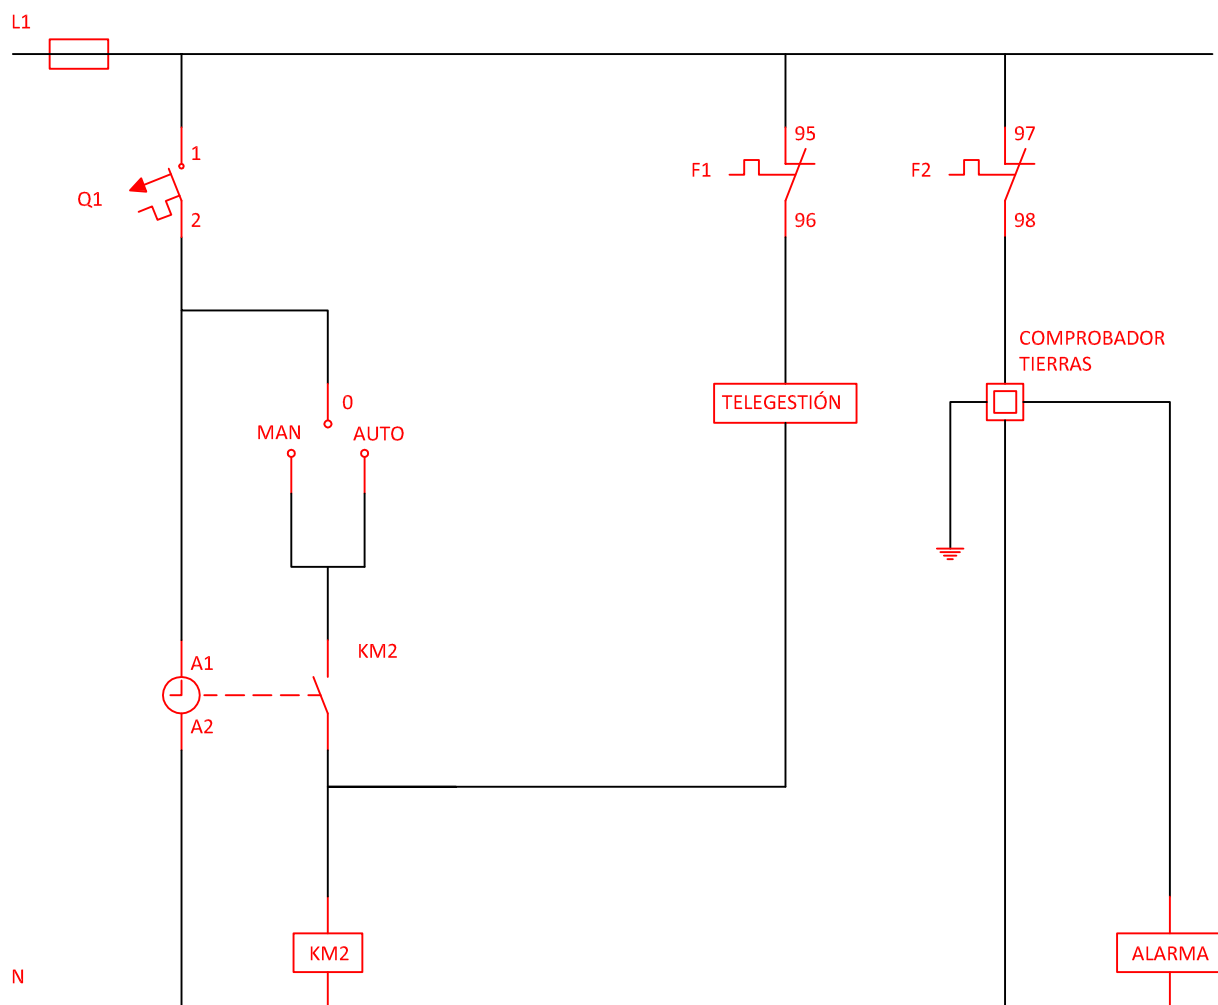 L1
1
Q1
2
95
F1
96
97
F2
98
COMPROBADOR
TIERRAS
0
MAN
AUTO
TELEGESTIÓN
KM2
A1
A2
KM2
ALARMA
N